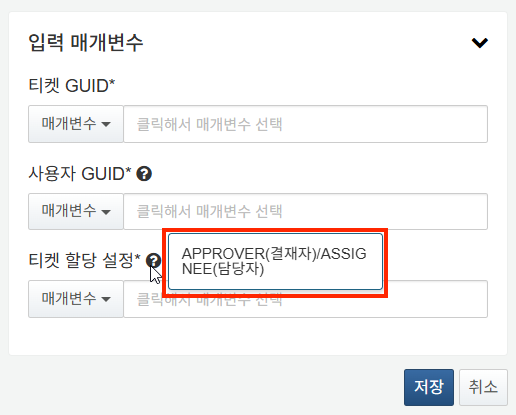 입력 매개변수
티켓 GUID*
매개변수 클릭해서 매개변수 선택
사용자 GUID* ?
매개변수 클릭해서 매개변수 선택
티켓 할당 설정* ?
APPROVER(결재자)/ASSIG
NEE(담당자)
매개변수 클릭해서 매개변수 선택
저장 취소